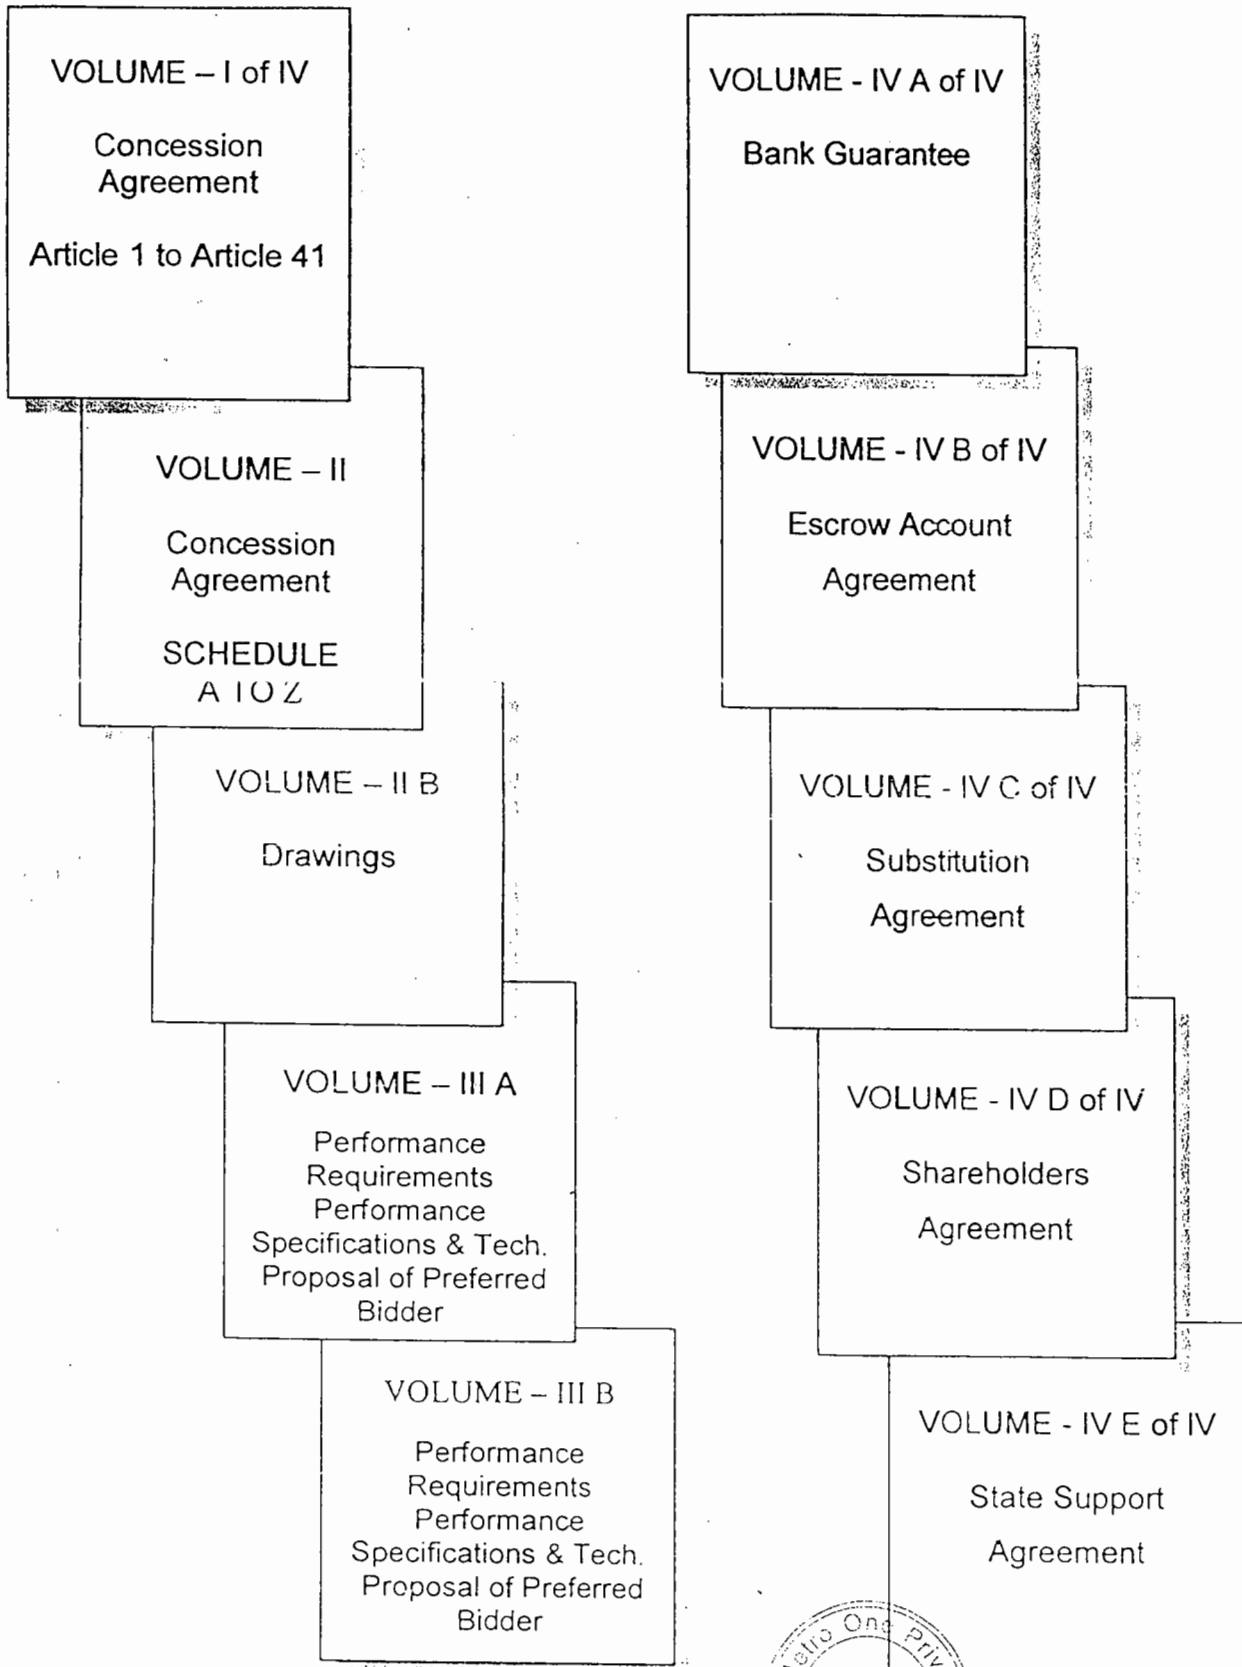 VOLUME – I of IV
Concession
Agreement
Article 1 to Article 41
VOLUME – II
Concession
Agreement
SCHEDULE
A TO Z
VOLUME – II B
Drawings
VOLUME – III A
Performance
Requirements
Performance
Specifications & Tech.
Proposal of Preferred
Bidder
VOLUME – III B
Performance
Requirements
Performance
Specifications & Tech.
Proposal of Preferred
Bidder
VOLUME - IV A of IV
Bank Guarantee
VOLUME - IV B of IV
Escrow Account
Agreement
VOLUME - IV C of IV
Substitution
Agreement
VOLUME - IV D of IV
Shareholders
Agreement
VOLUME - IV E of IV
State Support
Agreement
One